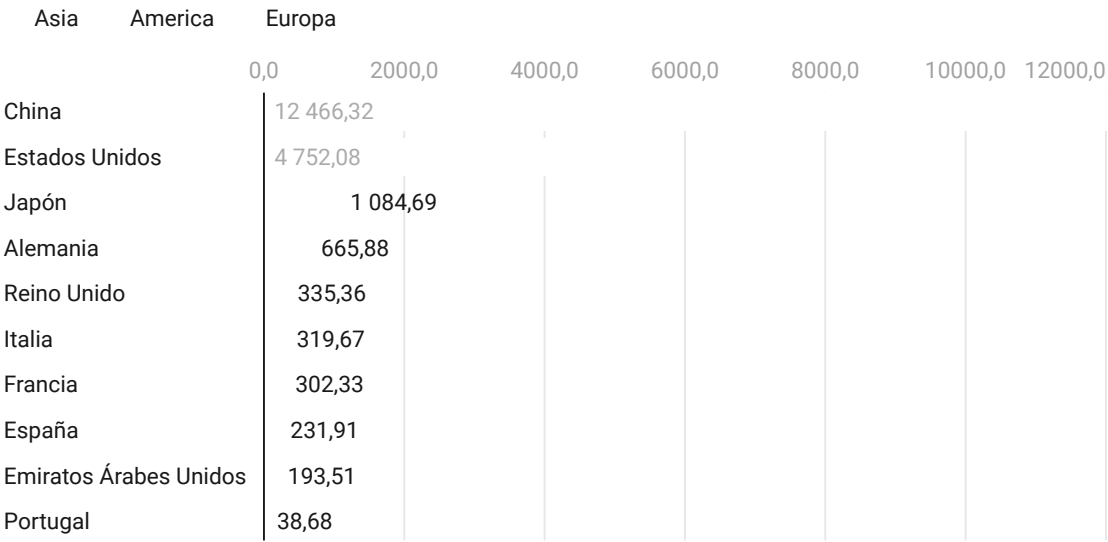 Asia America Europa
0,0 2000,0 4000,0 6000,0 8000,0 10000,0 12000,0
China 12 466,32
Estados Unidos 4 752,08
Japón 1 084,69
Alemania 665,88
Reino Unido 335,36
Italia 319,67
Francia 302,33
España 231,91
Emiratos Árabes Unidos 193,51
Portugal 38,68